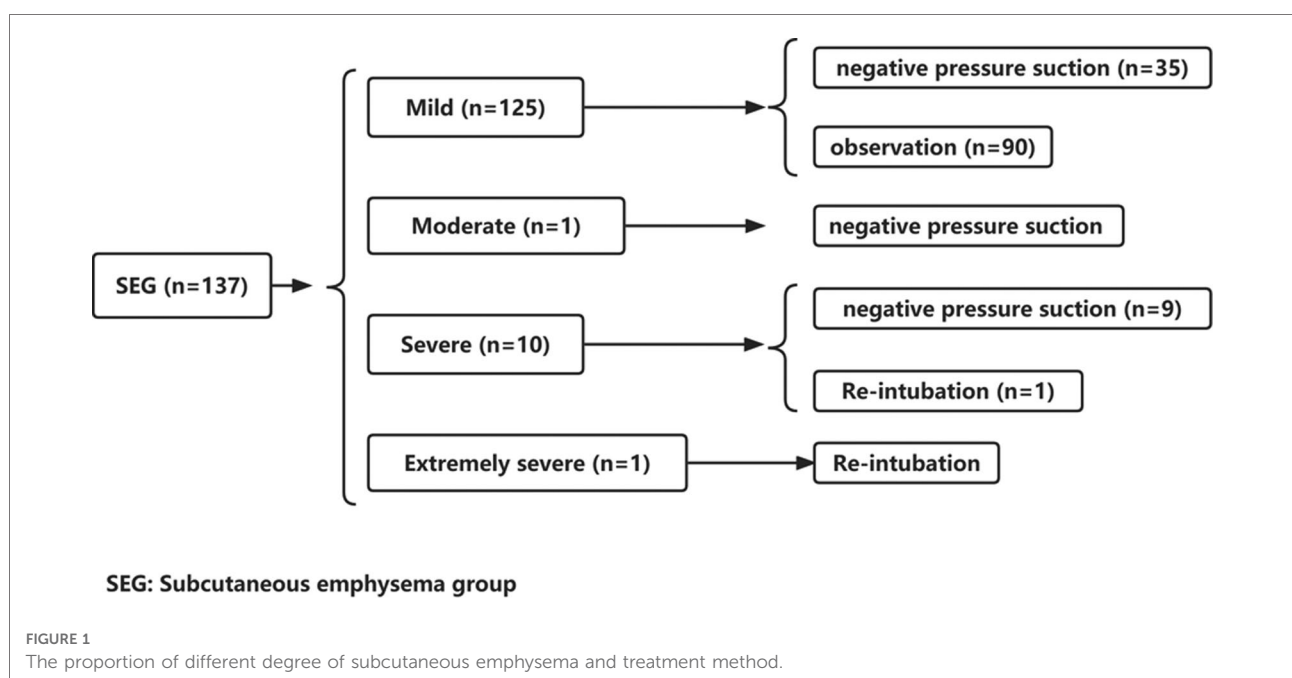 SEG (n=137)
Mild (n=125)
negative pressure suction (n=35)
observation (n=90)
Moderate (n=1)
negative pressure suction
Severe (n=10)
negative pressure suction (n=9)
Re-intubation (n=1)
Extremely severe (n=1)
Re-intubation
SEG: Subcutaneous emphysema group
FIGURE 1
The proportion of different degree of subcutaneous emphysema and treatment method.